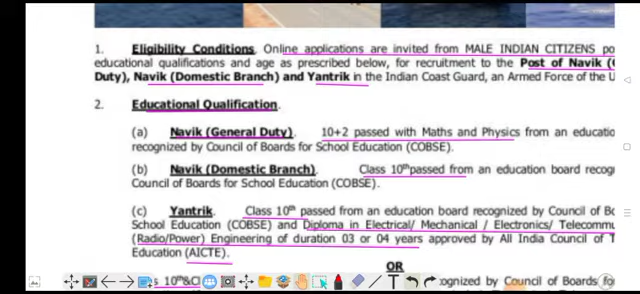 1. Eligibility Conditions. Online applications are invited from MALE INDIAN CITIZENS po
educational qualifications and age as prescribed below, for recruitment to the Post of Navik (
Duty), Navik (Domestic Branch) and Yantrik in the Indian Coast Guard, an Armed Force of the U
2. Educational Qualification.
(a) Navik (General Duty). 10+2 passed with Maths and Physics from an educatio
recognized by Council of Boards for School Education (COBSE).
(b) Navik (Domestic Branch). Class 10th passed from an education board recog
Council of Boards for School Education (COBSE).
(c) Yantrik. Class 10th passed from an education board recognized by Council of Bo
School Education (COBSE) and Diploma in Electrical/ Mechanical / Electronics/ Telecommu
(Radio/Power) Engineering of duration 03 or 04 years approved by All India Council of T
Education (AICTE).
OR
s 10th &Cl ognized by Council of Boards fo